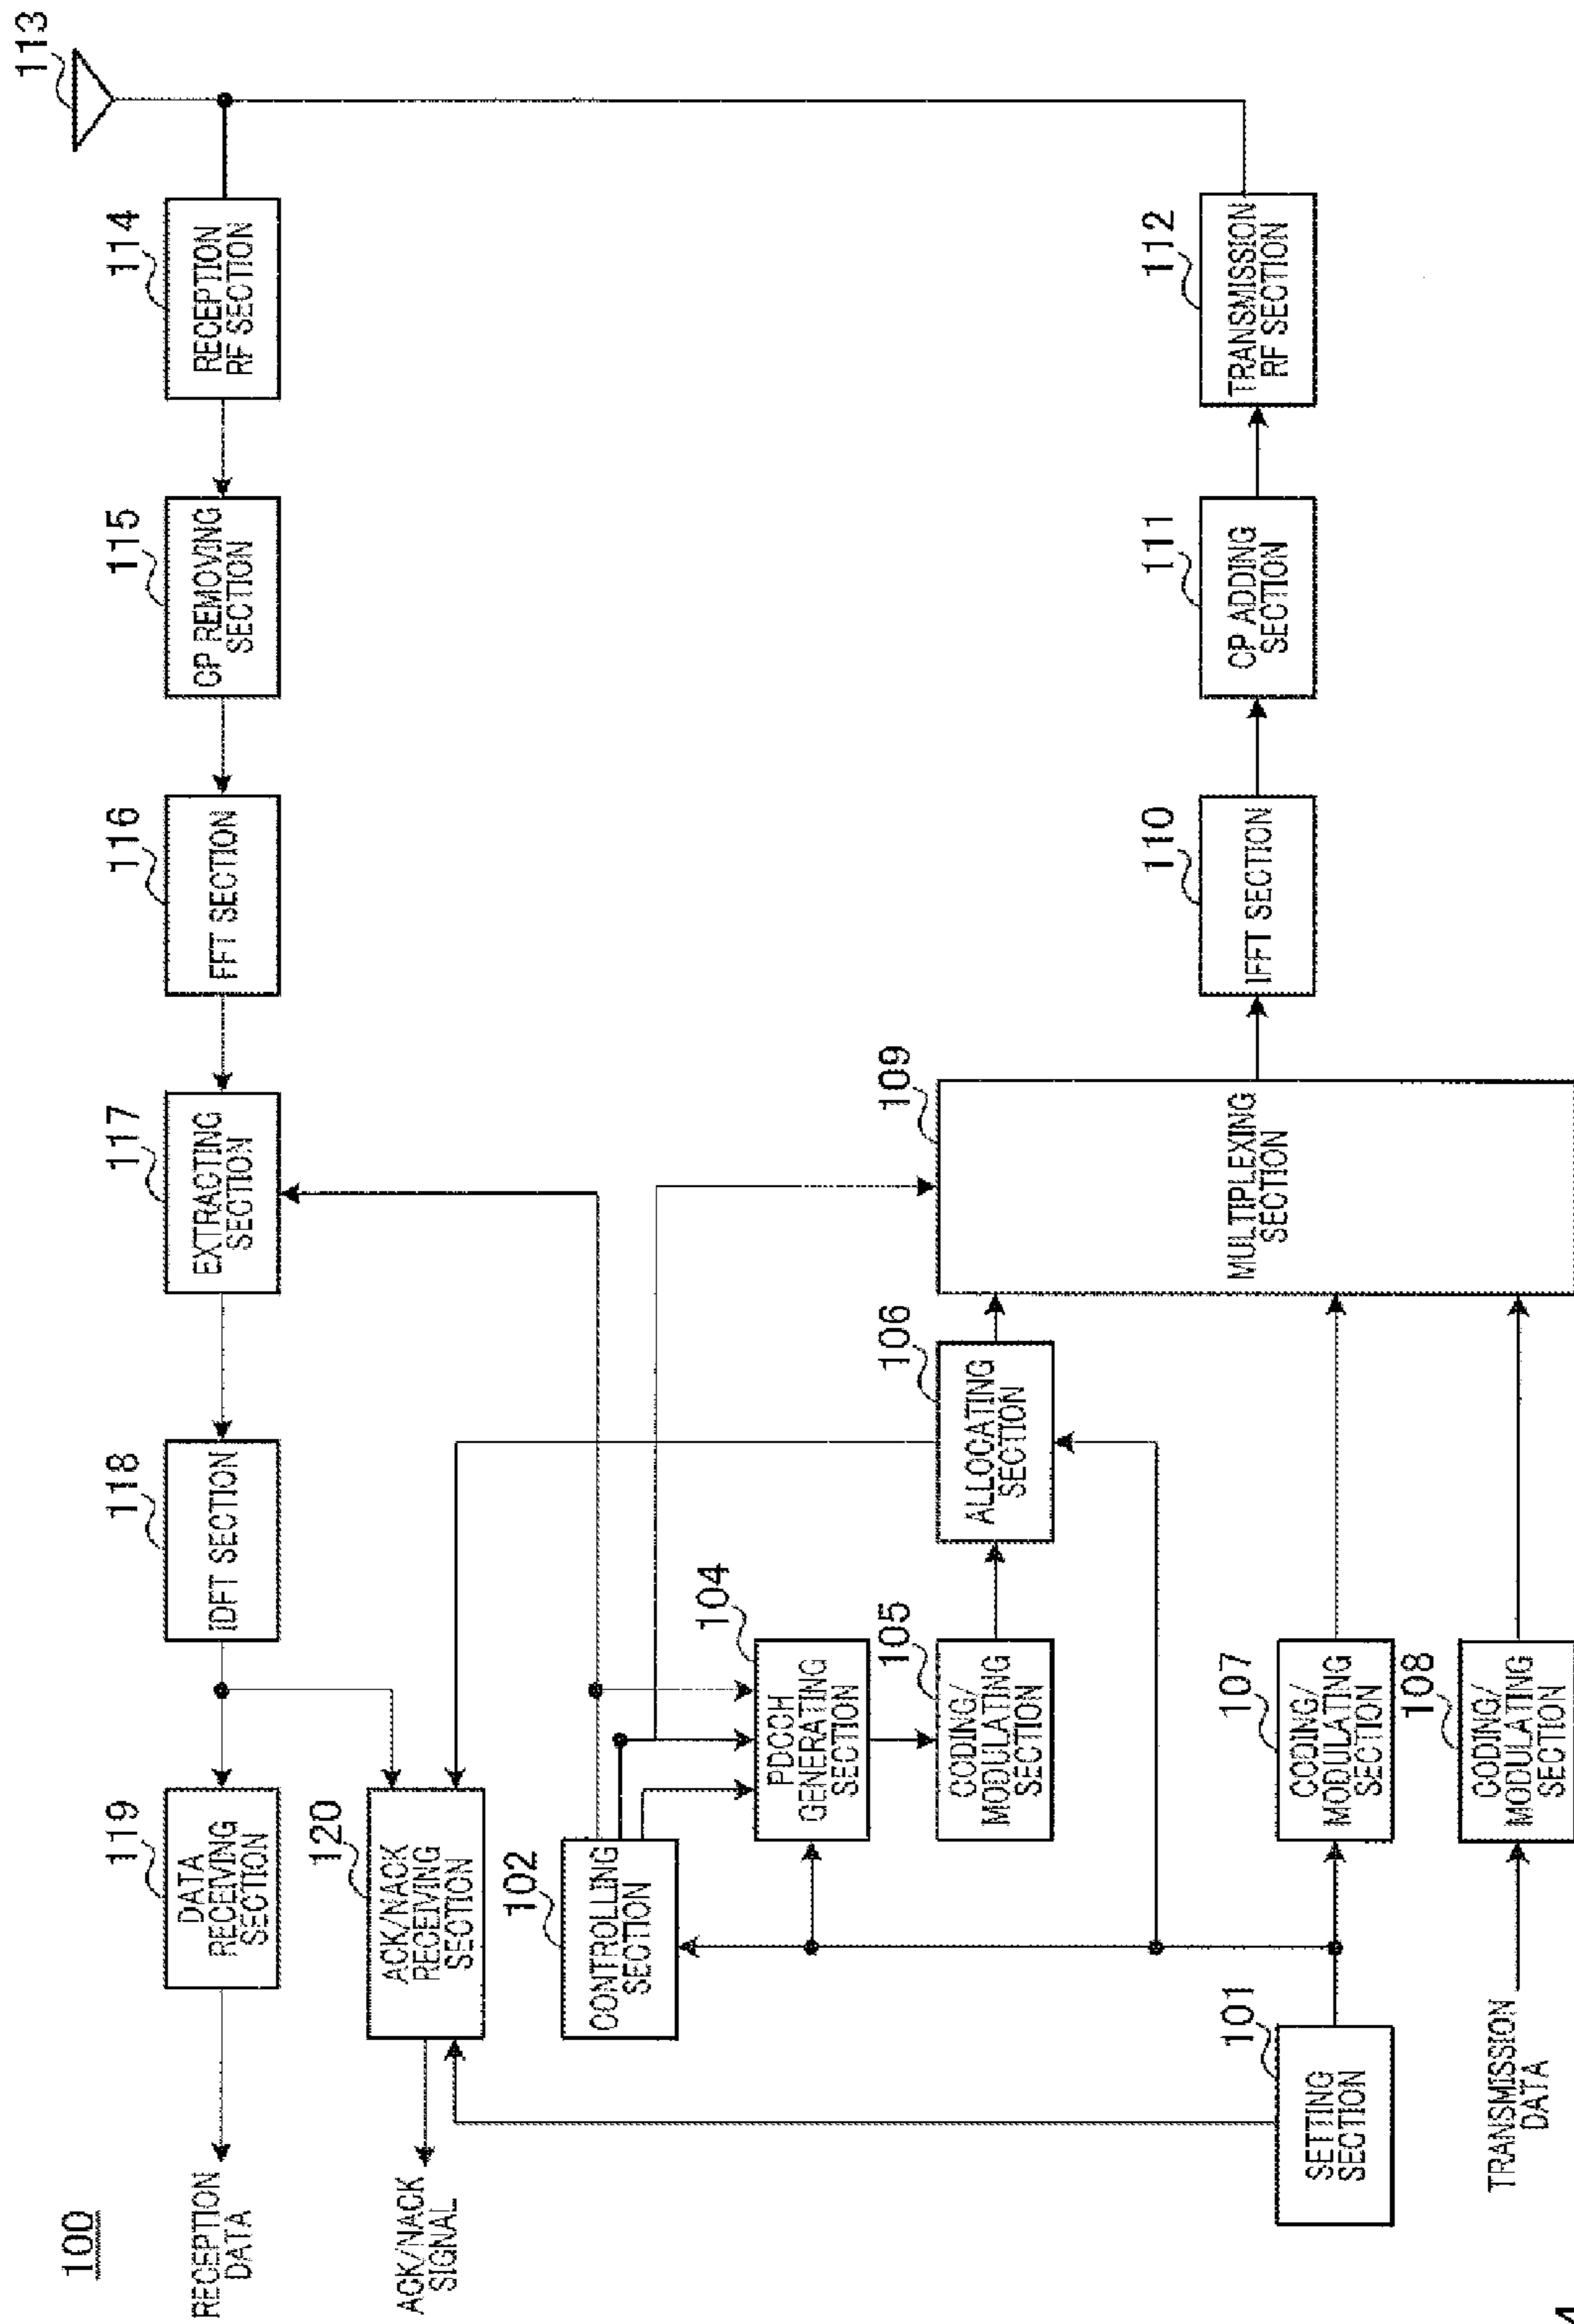 100
RECEPTION
DATA
119
DATA
RECEIVING
SECTION
118
IDFT SECTION
117
EXTRACTING
SECTION
116
FFT SECTION
115
CP REMOVING
SECTION
114
RECEPTION
RF SECTION
113
ACK/NACK
SIGNAL
120
ACK/NACK
RECEIVING
SECTION
102
CONTROLLING
SECTION
104
PDCCH
GENERATING
SECTION
105
CODING/
MODULATING
SECTION
106
ALLOCATING
SECTION
109
MULTIPLEXING
SECTION
110
IFFT SECTION
111
CP ADDING
SECTION
112
TRANSMISSION
RF SECTION
101
SETTING
SECTION
107
CODING/
MODULATING
SECTION
TRANSMISSION
DATA
108
CODING/
MODULATING
SECTION